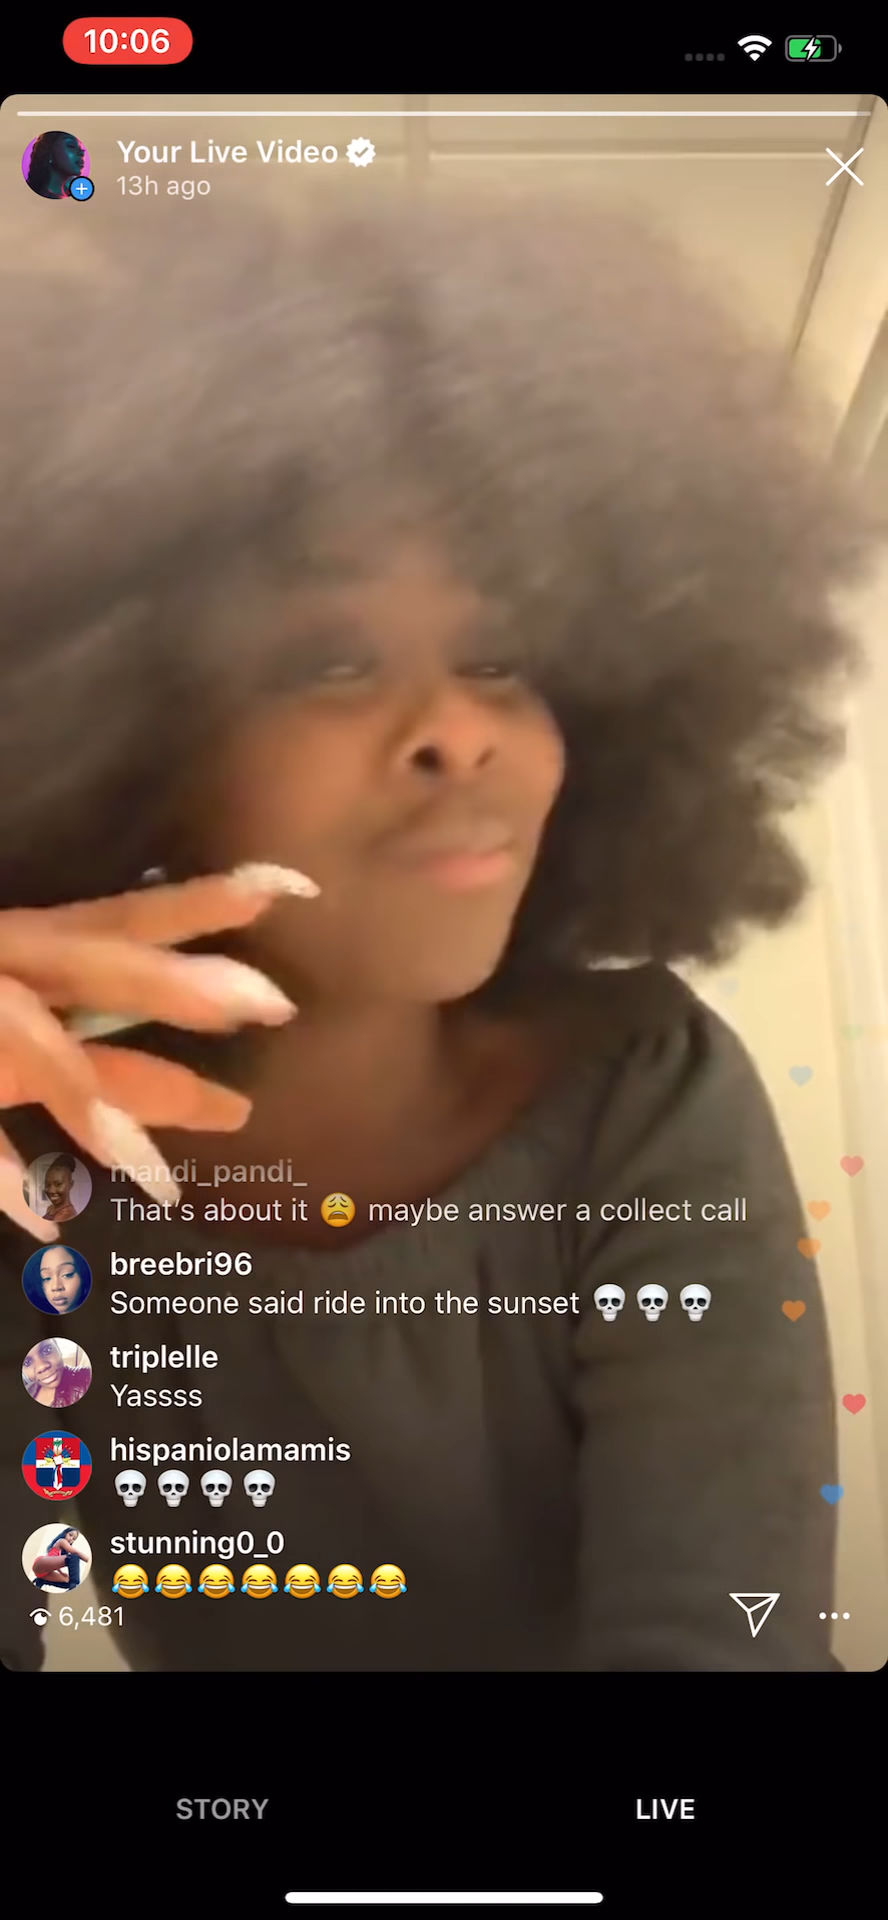 10:06
Your Live Video
13h ago
mandi_pandi_
That's about it 😩 maybe answer a collect call
breebri96
Someone said ride into the sunset 💀💀💀
triplelle
Yassss
hispaniolamamis
💀💀💀💀
stunning0_0
😂😂😂😂😂😂😂
6,481
STORY
LIVE